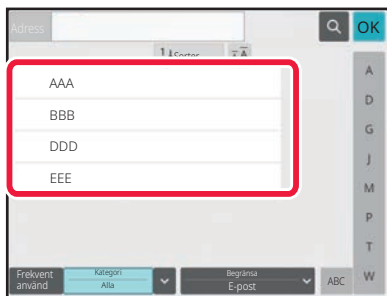 Adress OK
Sorter
AAA
BBB
DDD
EEE
A
D
G
J
M
P
T
W
Frekvent
använd
Kategori
Alla
Begränsa
E-post
ABC